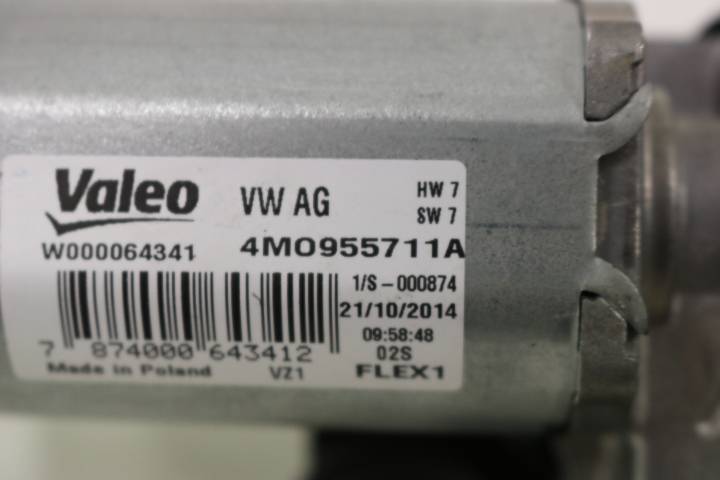 Valeo
VW AG
HW 7
SW 7
W000064341
4M0955711A
1/S-000874
21/10/2014
09:58:48
02S
7 874000 643412
Made in Poland
VZ1
FLEX1